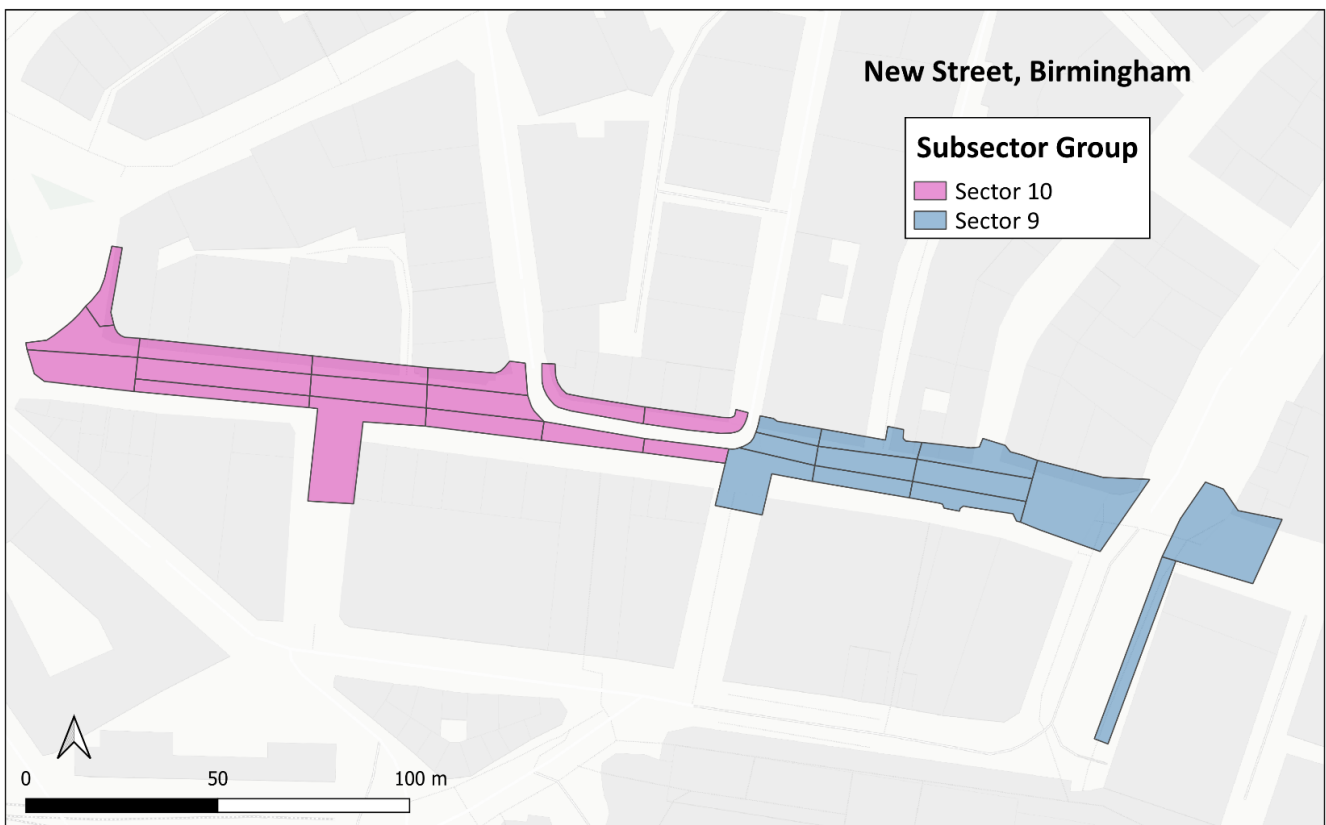 New Street, Birmingham
Subsector Group
Sector 10
Sector 9
0 50 100 m